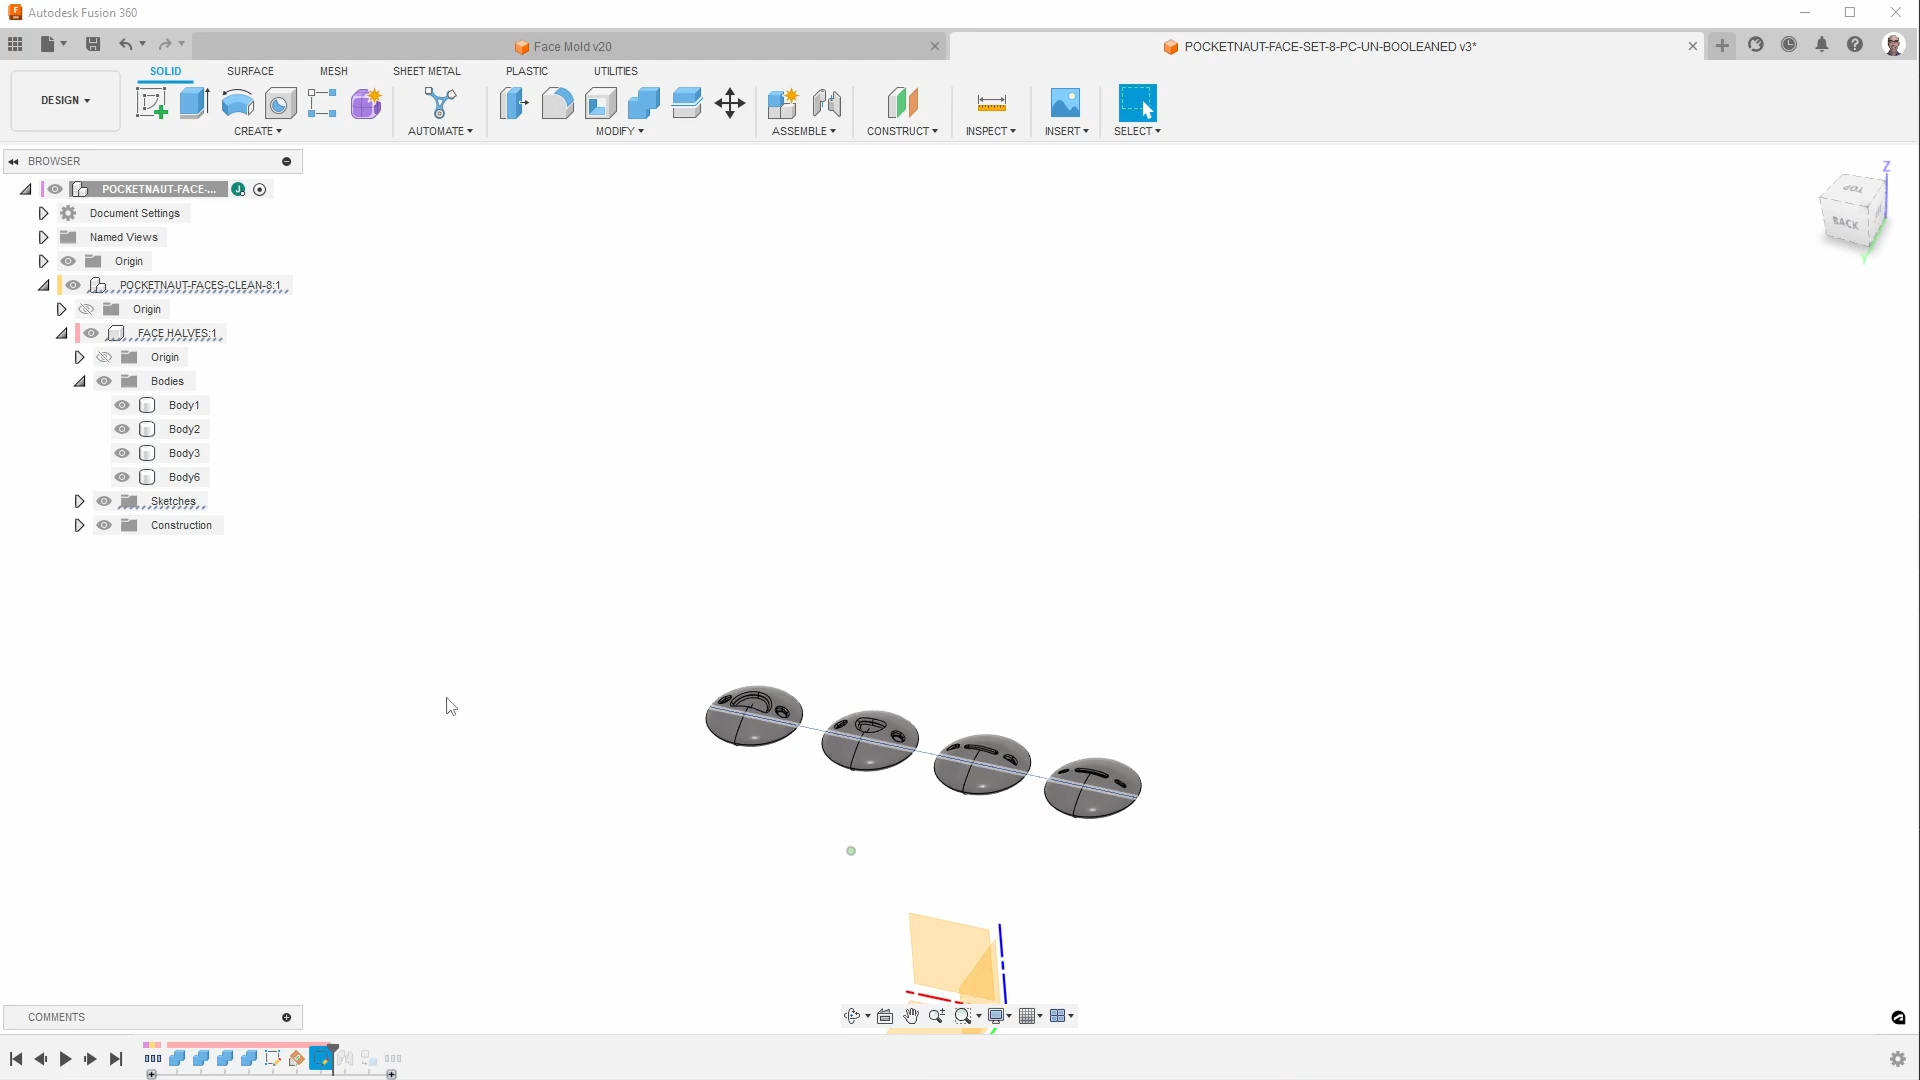 Autodesk Fusion 360
Face Mold v20
POCKETNAUT-FACE-SET-8-PC-UN-BOOLEANED v3*
SOLID
SURFACE
MESH
SHEET METAL
PLASTIC
UTILITIES
DESIGN
CREATE
AUTOMATE
MODIFY
ASSEMBLE
CONSTRUCT
INSPECT
INSERT
SELECT
BROWSER
POCKETNAUT-FACE-...
Document Settings
Named Views
Origin
POCKETNAUT-FACES-CLEAN-8:1
Origin
FACE HALVES:1
Origin
Bodies
Body1
Body2
Body3
Body6
Sketches
Construction
Z
TOP
BACK
COMMENTS